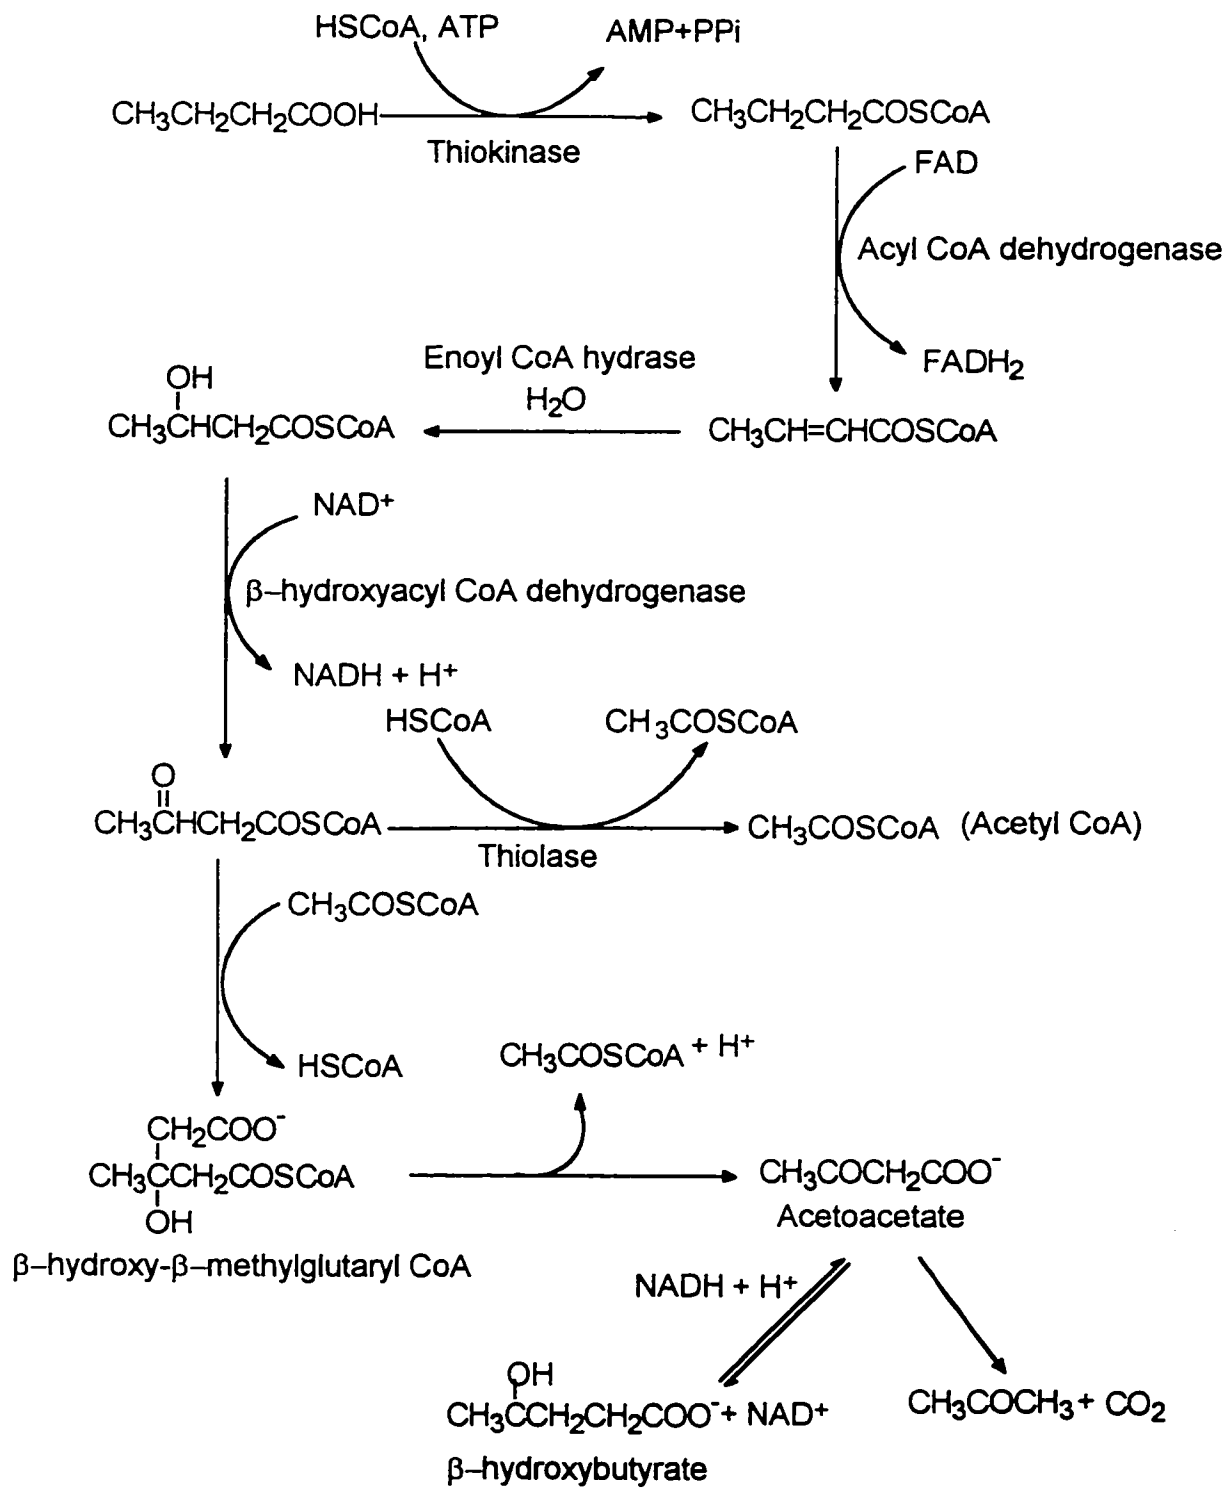 HSCoA, ATP
AMP+PPi
CH3CH2CH2COOH
CH3CH2CH2COSCoA
Thiokinase
FAD
Acyl CoA dehydrogenase
FADH2
Enoyl CoA hydrase
H2O
OH
CH3CHCH2COSCoA
CH3CH=CHCOSCoA
NAD+
β–hydroxyacyl CoA dehydrogenase
NADH + H+
HSCoA
CH3COSCoA
O
CH3CHCH2COSCoA
CH3COSCoA (Acetyl CoA)
Thiolase
CH3COSCoA
HSCoA
CH3COSCoA + H+
CH2COO-
CH3CCH2COSCoA
OH
β–hydroxy-β–methylglutaryl CoA
CH3COCH2COO-
Acetoacetate
NADH + H+
OH
CH3CCH2CH2COO-+ NAD+
β–hydroxybutyrate
CH3COCH3+ CO2